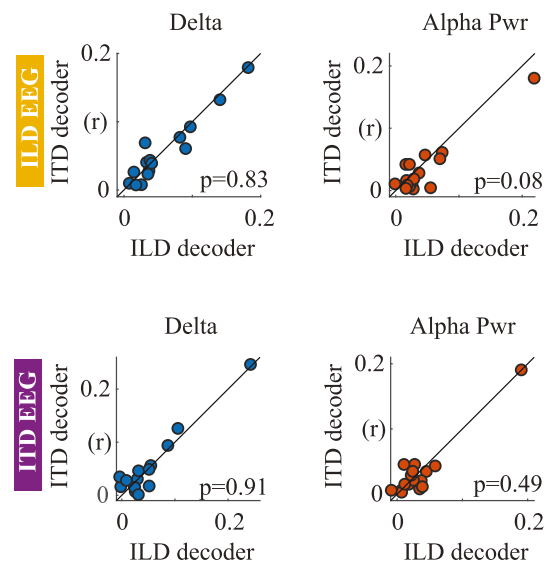 Delta
Alpha Pwr
ILD EEG
ITD decoder
(r)
0.2
0
p=0.83
0
0.2
ILD decoder
ITD decoder
(r)
0.2
0
p=0.08
0
0.2
ILD decoder
Delta
Alpha Pwr
ITD EEG
ITD decoder
(r)
0.2
0
p=0.91
0
0.2
ILD decoder
ITD decoder
(r)
0.2
0
p=0.49
0
0.2
ILD decoder